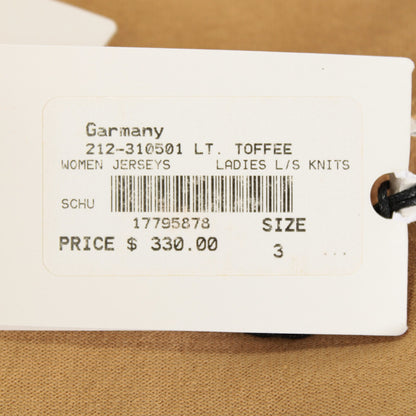 Garmany
212-310501 LT. TOFFEE
WOMEN JERSEYS LADIES L/S KNITS
SCHU
17795878 SIZE
PRICE $ 330.00 3 ...